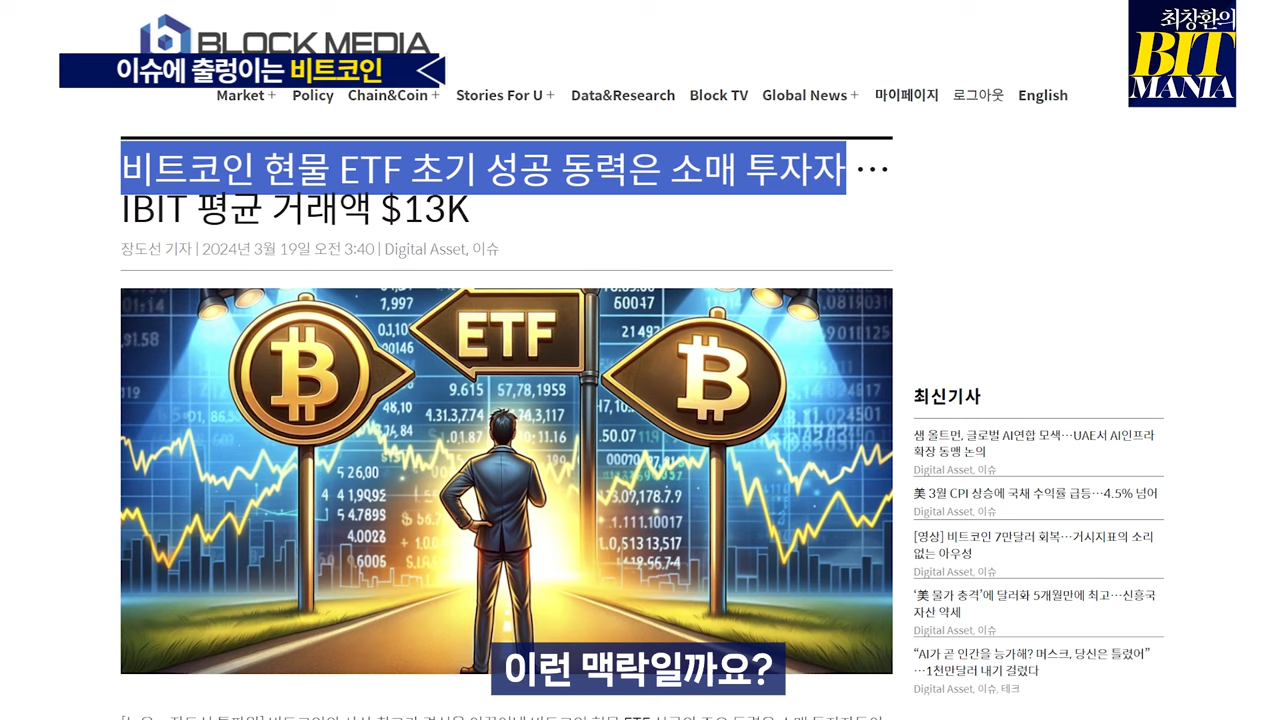 BLOCK MEDIA
이슈에 출렁이는 비트코인
최창환의
BIT
MANIA
Market + Policy Chain&Coin + Stories For U + Data&Research Block TV Global News + 마이페이지 로그아웃 English
비트코인 현물 ETF 초기 성공 동력은 소매 투자자 …
IBIT 평균 거래액 $13K
장도선 기자 | 2024년 3월 19일 오전 3:40 | Digital Asset, 이슈
ETF
7,997
60017
9.615 57,78,195
이런 맥락일까요?
최신기사
샘 올트먼, 글로벌 AI연합 모색…UAE서 AI인프라
확장 동맹 논의
Digital Asset, 이슈
美 3월 CPI 상승에 국채 수익률 급등…4.5% 넘어
Digital Asset, 이슈
[영상] 비트코인 7만달러 회복…거시지표의 소리
없는 아우성
Digital Asset, 이슈
‘美 물가 충격’에 달러화 5개월만에 최고…신흥국
자산 약세
Digital Asset, 이슈
“AI가 곧 인간을 능가해? 머스크, 당신은 틀렸어”
…1천만달러 내기 걸렸다
Digital Asset, 이슈, 테크